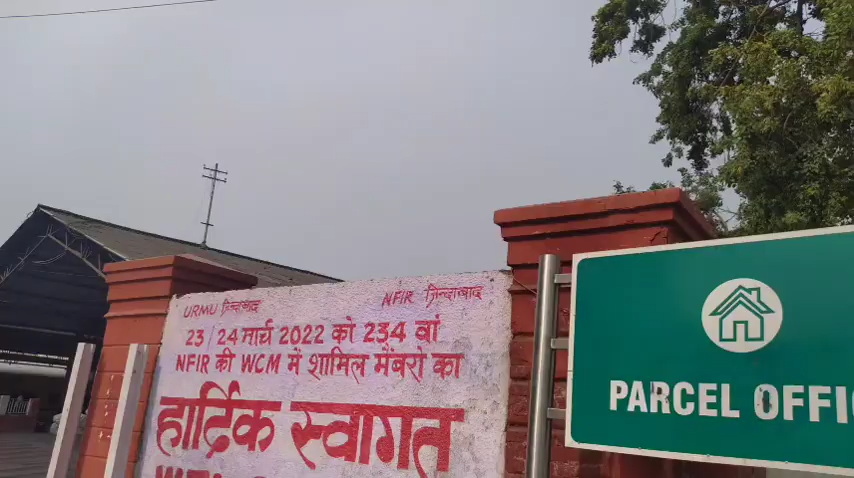 URMU ज़िन्दाबाद
NFIR ज़िन्दाबाद
23/24 मार्च 2022 को 234 वां
NFIR की WCM में शामिल मेंबरो का
हार्दिक स्वागत
PARCEL OFFI